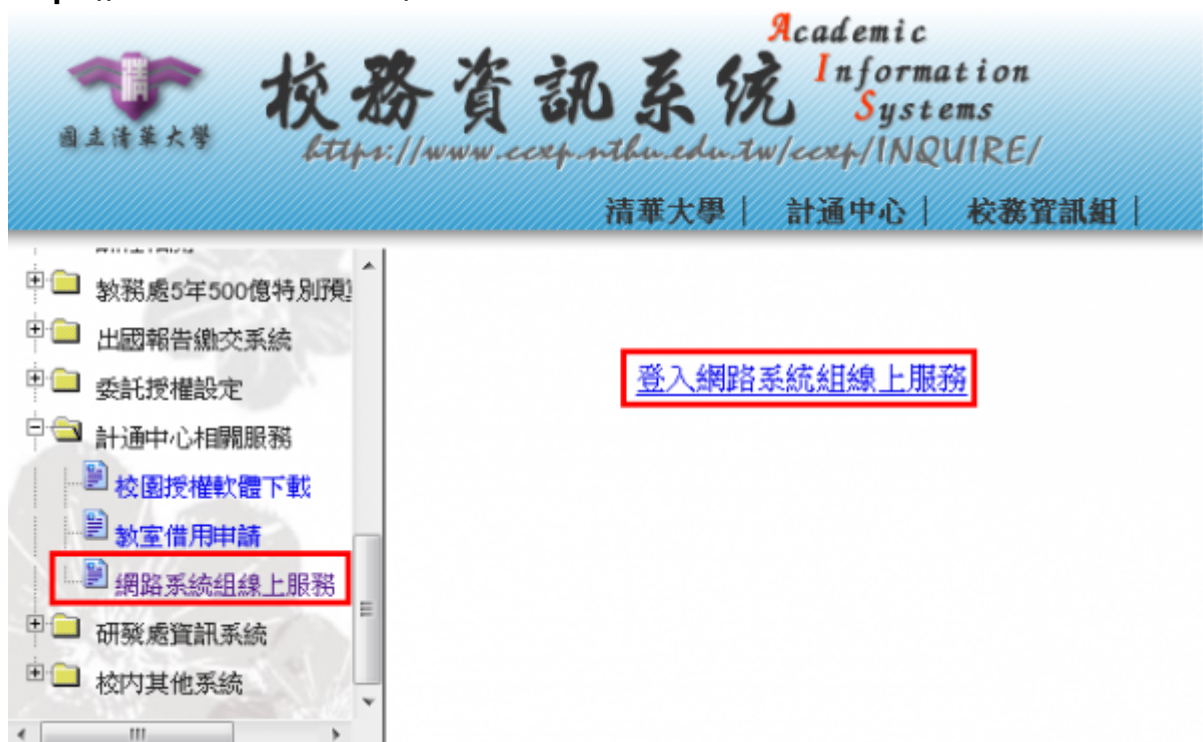 Academic
校務資訊系統 Information
Systems
國立清華大學
https://www.ccxp.nthu.edu.tw/ccxp/INQUIRE/
清華大學│ 計通中心│ 校務資訊組│
教務處5年500億特別預
出國報告繳交系統
委託授權設定
計通中心相關服務
校園授權軟體下載
教室借用申請
網路系統組線上服務
研發處資訊系統
校內其他系統
登入網路系統組線上服務